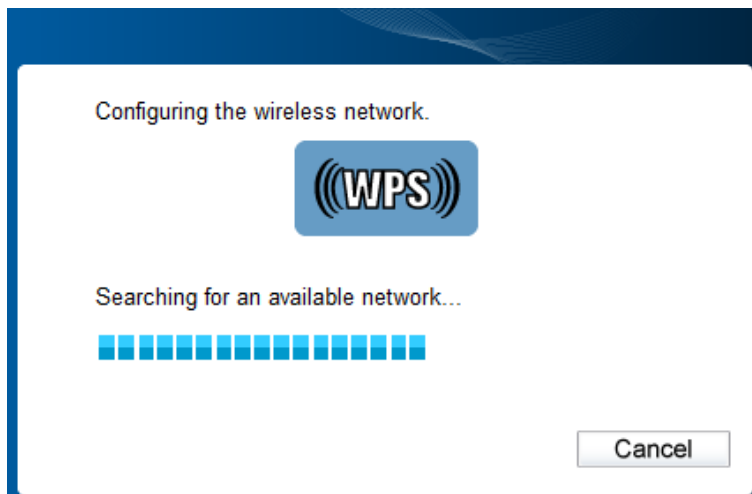 Configuring the wireless network.
WPS
Searching for an available network...
Cancel